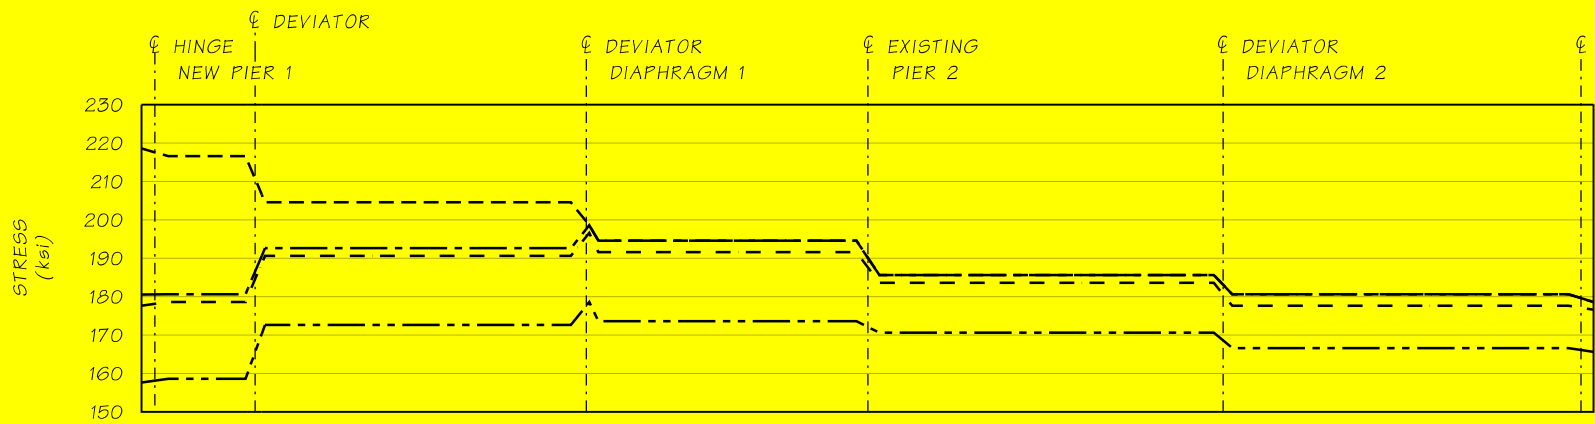 ℄ DEVIATOR
℄ HINGE
NEW PIER 1
℄ DEVIATOR
DIAPHRAGM 1
℄ EXISTING
PIER 2
℄ DEVIATOR
DIAPHRAGM 2
℄
230
220
210
200
190
180
170
160
150
STRESS
(ksi)